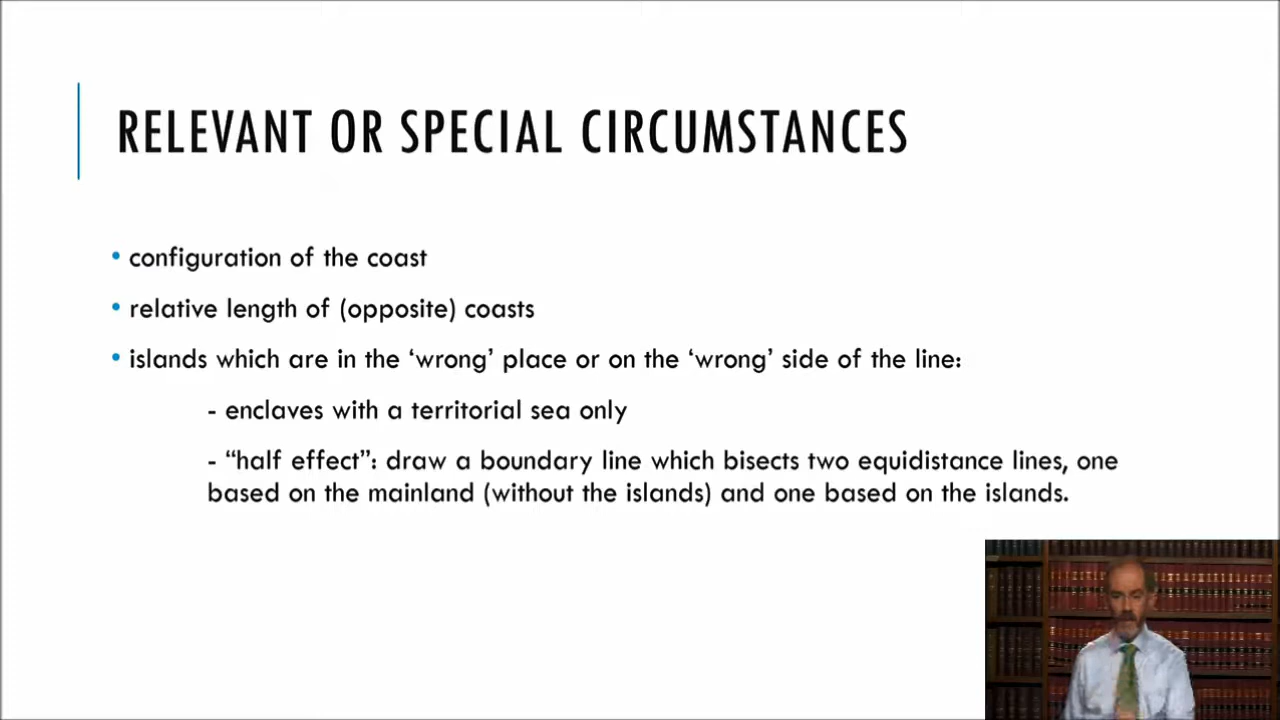 RELEVANT OR SPECIAL CIRCUMSTANCES
• configuration of the coast
• relative length of (opposite) coasts
• islands which are in the ‘wrong’ place or on the ‘wrong’ side of the line:
- enclaves with a territorial sea only
- “half effect”: draw a boundary line which bisects two equidistance lines, one
based on the mainland (without the islands) and one based on the islands.